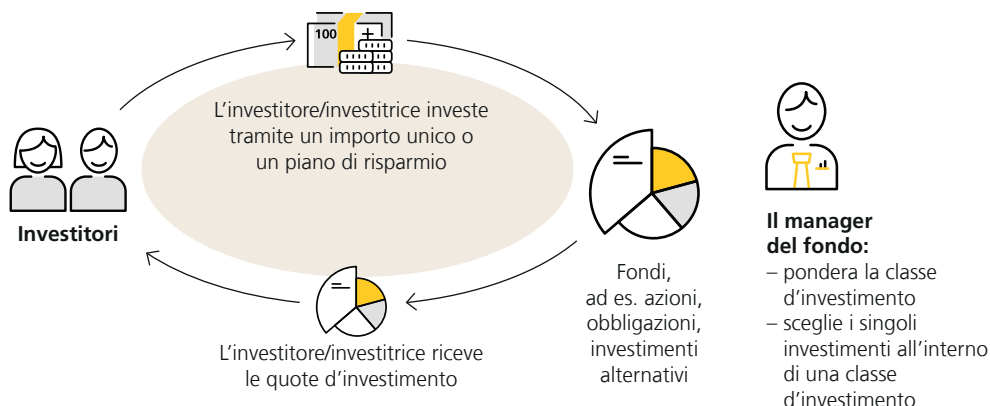 100
+
L’investitore/investitrice investe
tramite un importo unico o
un piano di risparmio
Investitori
L’investitore/investitrice riceve
le quote d’investimento
Fondi,
ad es. azioni,
obbligazioni,
investimenti
alternativi
Il manager
del fondo:
– pondera la classe
d’investimento
– sceglie i singoli
investimenti all’interno
di una classe
d’investimento